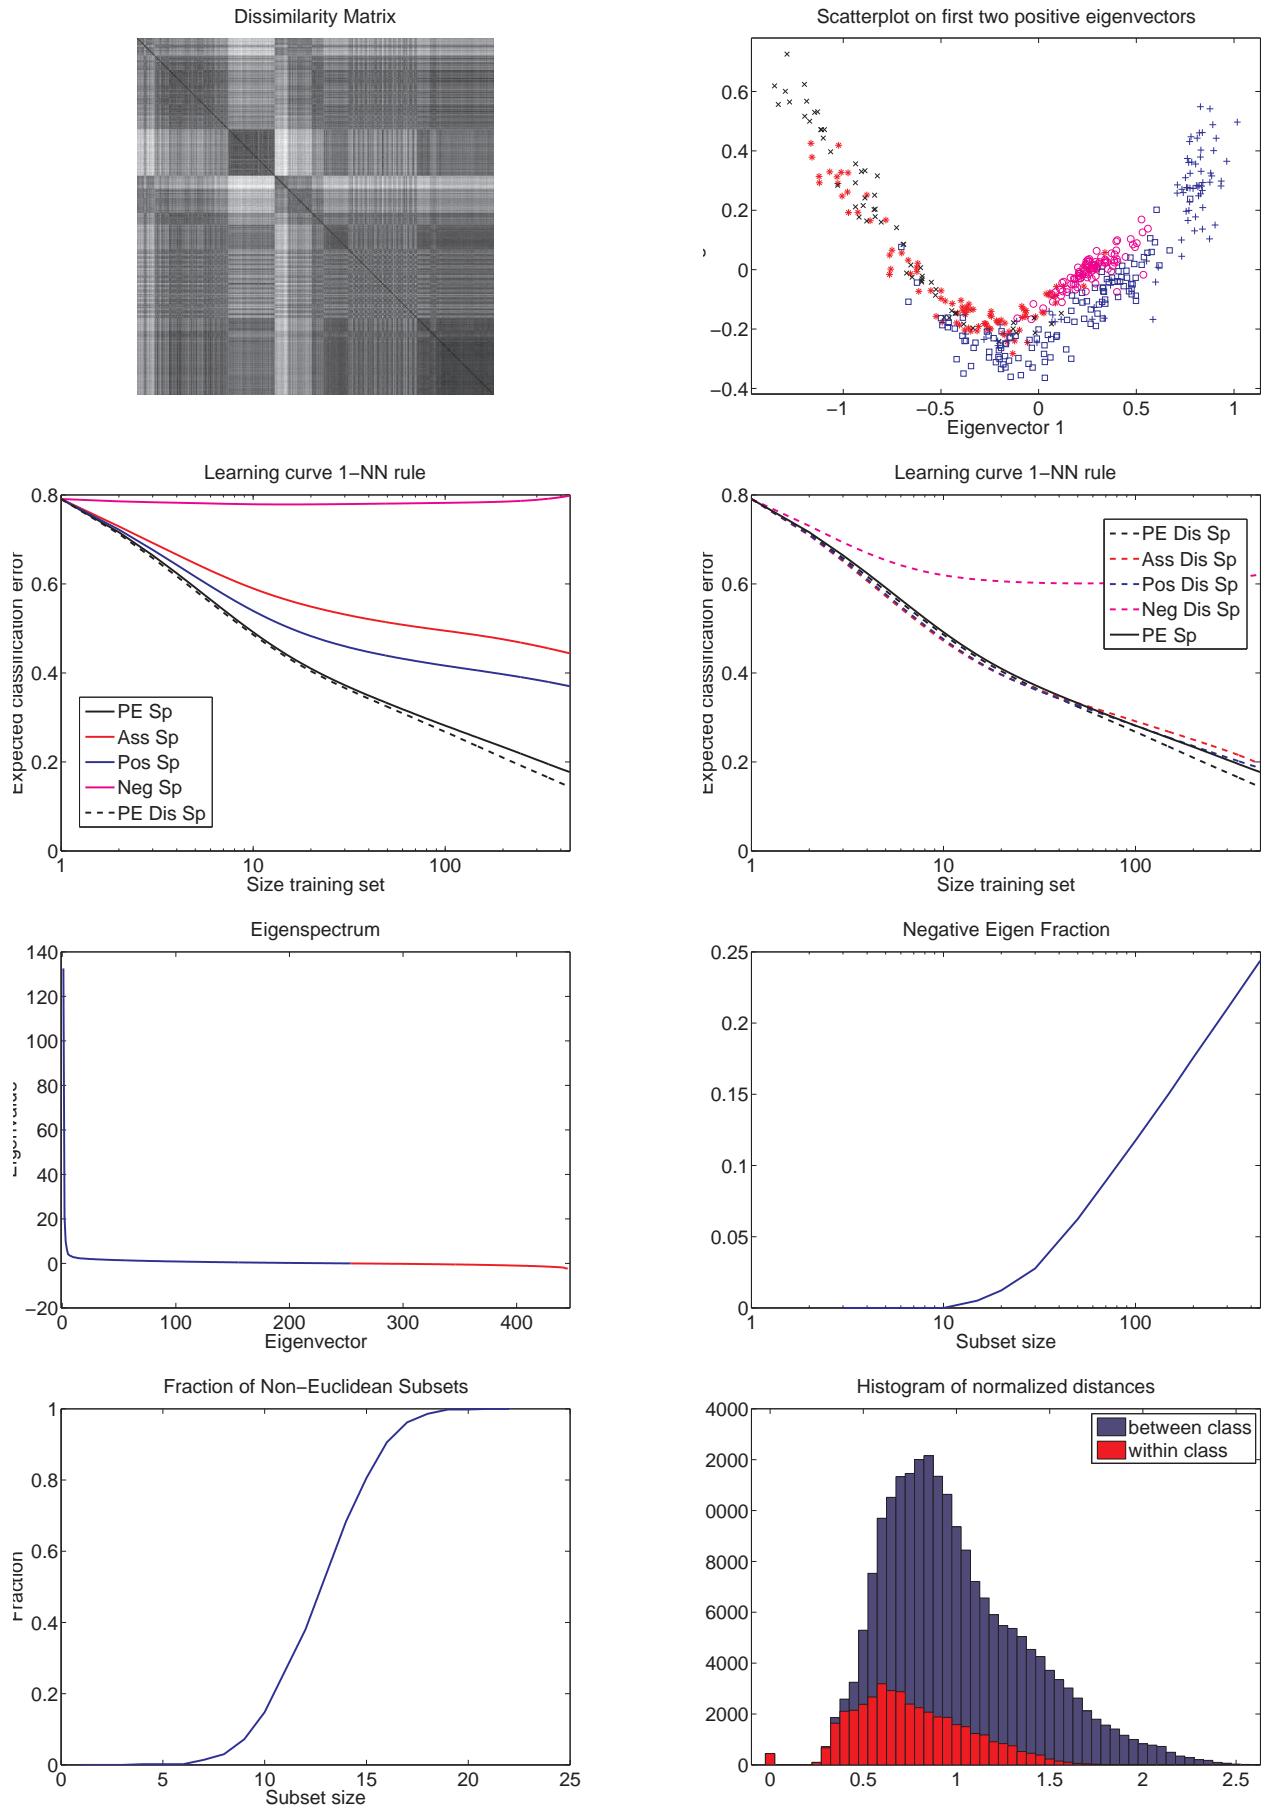 Dissimilarity Matrix
Scatterplot on first two positive eigenvectors
0.6
0.4
0.2
0
−0.2
−0.4
−1
−0.5
0
0.5
1
Eigenvector 1
Learning curve 1−NN rule
0.8
0.6
0.4
0.2
0
1
10
100
Expected classification error
Size training set
PE Sp
Ass Sp
Pos Sp
Neg Sp
PE Dis Sp
Learning curve 1−NN rule
0.8
0.6
0.4
0.2
0
1
10
100
Expected classification error
Size training set
PE Dis Sp
Ass Dis Sp
Pos Dis Sp
Neg Dis Sp
PE Sp
Eigenspectrum
140
120
100
80
60
40
20
0
−20
0
100
200
300
400
Eigenvalue
Eigenvector
Negative Eigen Fraction
0.25
0.2
0.15
0.1
0.05
0
1
10
100
Subset size
Fraction of Non−Euclidean Subsets
1
0.8
0.6
0.4
0.2
0
0
5
10
15
20
25
Fraction
Subset size
Histogram of normalized distances
4000
2000
0000
8000
6000
4000
2000
0
0
0.5
1
1.5
2
2.5
between class
within class